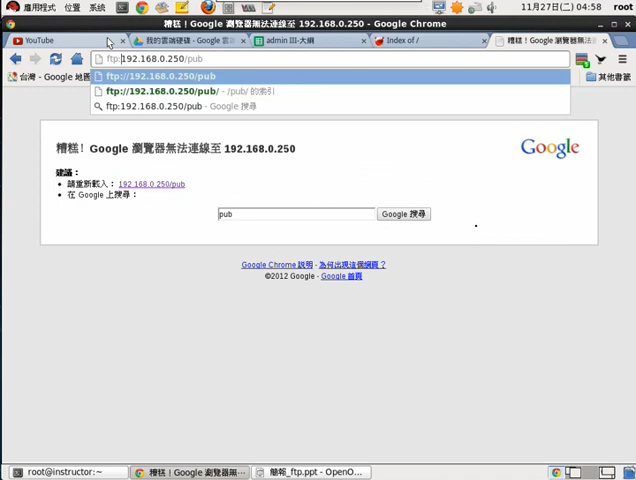 應用程式 位置 系統 11月27日(二) 04:58 root
糟糕！Google 瀏覽器無法連線至 192.168.0.250 - Google Chrome
YouTube 我的雲端硬碟 - Google 雲 admin III-大綱 Index of / 糟糕！Google 瀏覽器無法
ftp:192.168.0.250/pub
台灣 - Google 地圖 其他書籤
ftp://192.168.0.250/pub
ftp://192.168.0.250/pub/ - /pub/ 的索引
ftp:192.168.0.250/pub - Google 搜尋
糟糕！Google 瀏覽器無法連線至 192.168.0.250
Google
建議：
請重新載入： 192.168.0.250/pub
在 Google 上搜尋：
pub Google 搜尋
Google Chrome 說明 - 為何出現這個網頁？
©2012 Google - Google 首頁
root@instructor:~ 糟糕！Google 瀏覽器無... 簡報_ftp.ppt - OpenO...